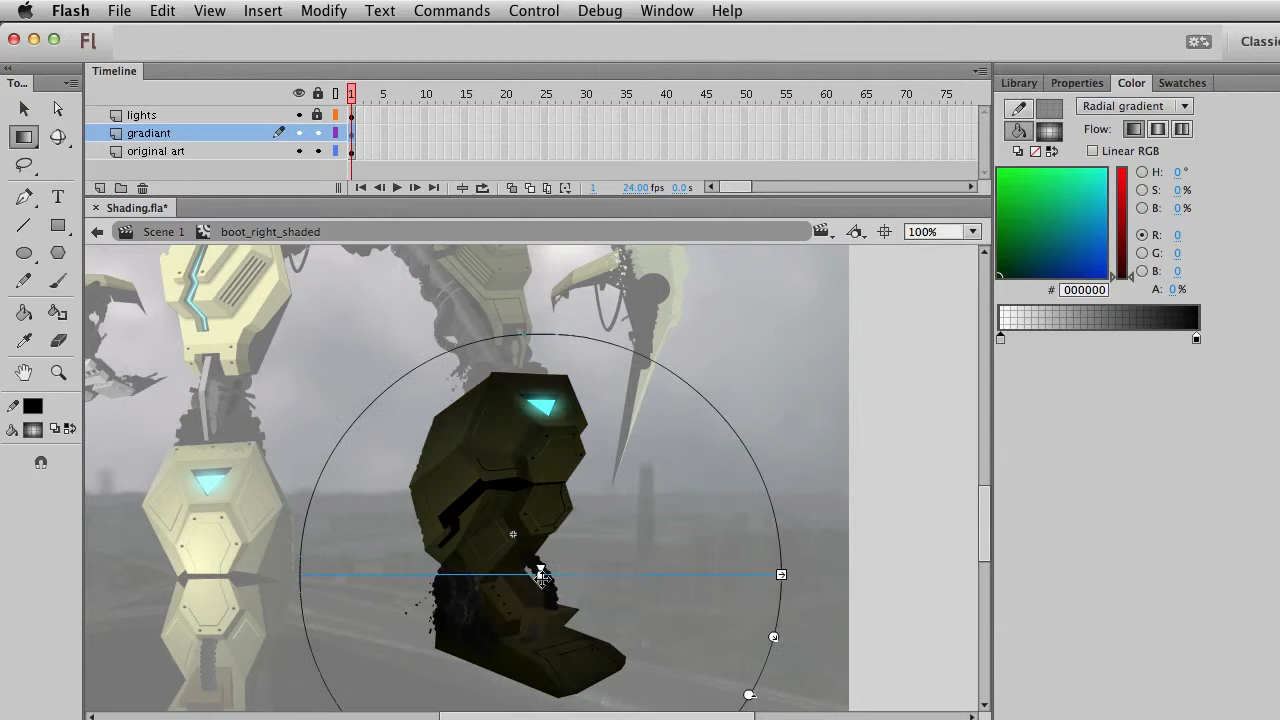 Flash File Edit View Insert Modify Text Commands Control Debug Window Help
Fl Classic
To... Timeline
1 10 15 20 25 30 35 40 45 50 55 60 65 70 75
lights
gradiant
original art
1 24.00 fps 0.0 s
Shading.fla*
Scene 1 boot_right_shaded 100%
Library Properties Color Swatches
Radial gradient
Flow:
Linear RGB
H: 0 °
S: 0 %
B: 0 %
R: 0
G: 0
B: 0
# 000000 A: 0 %